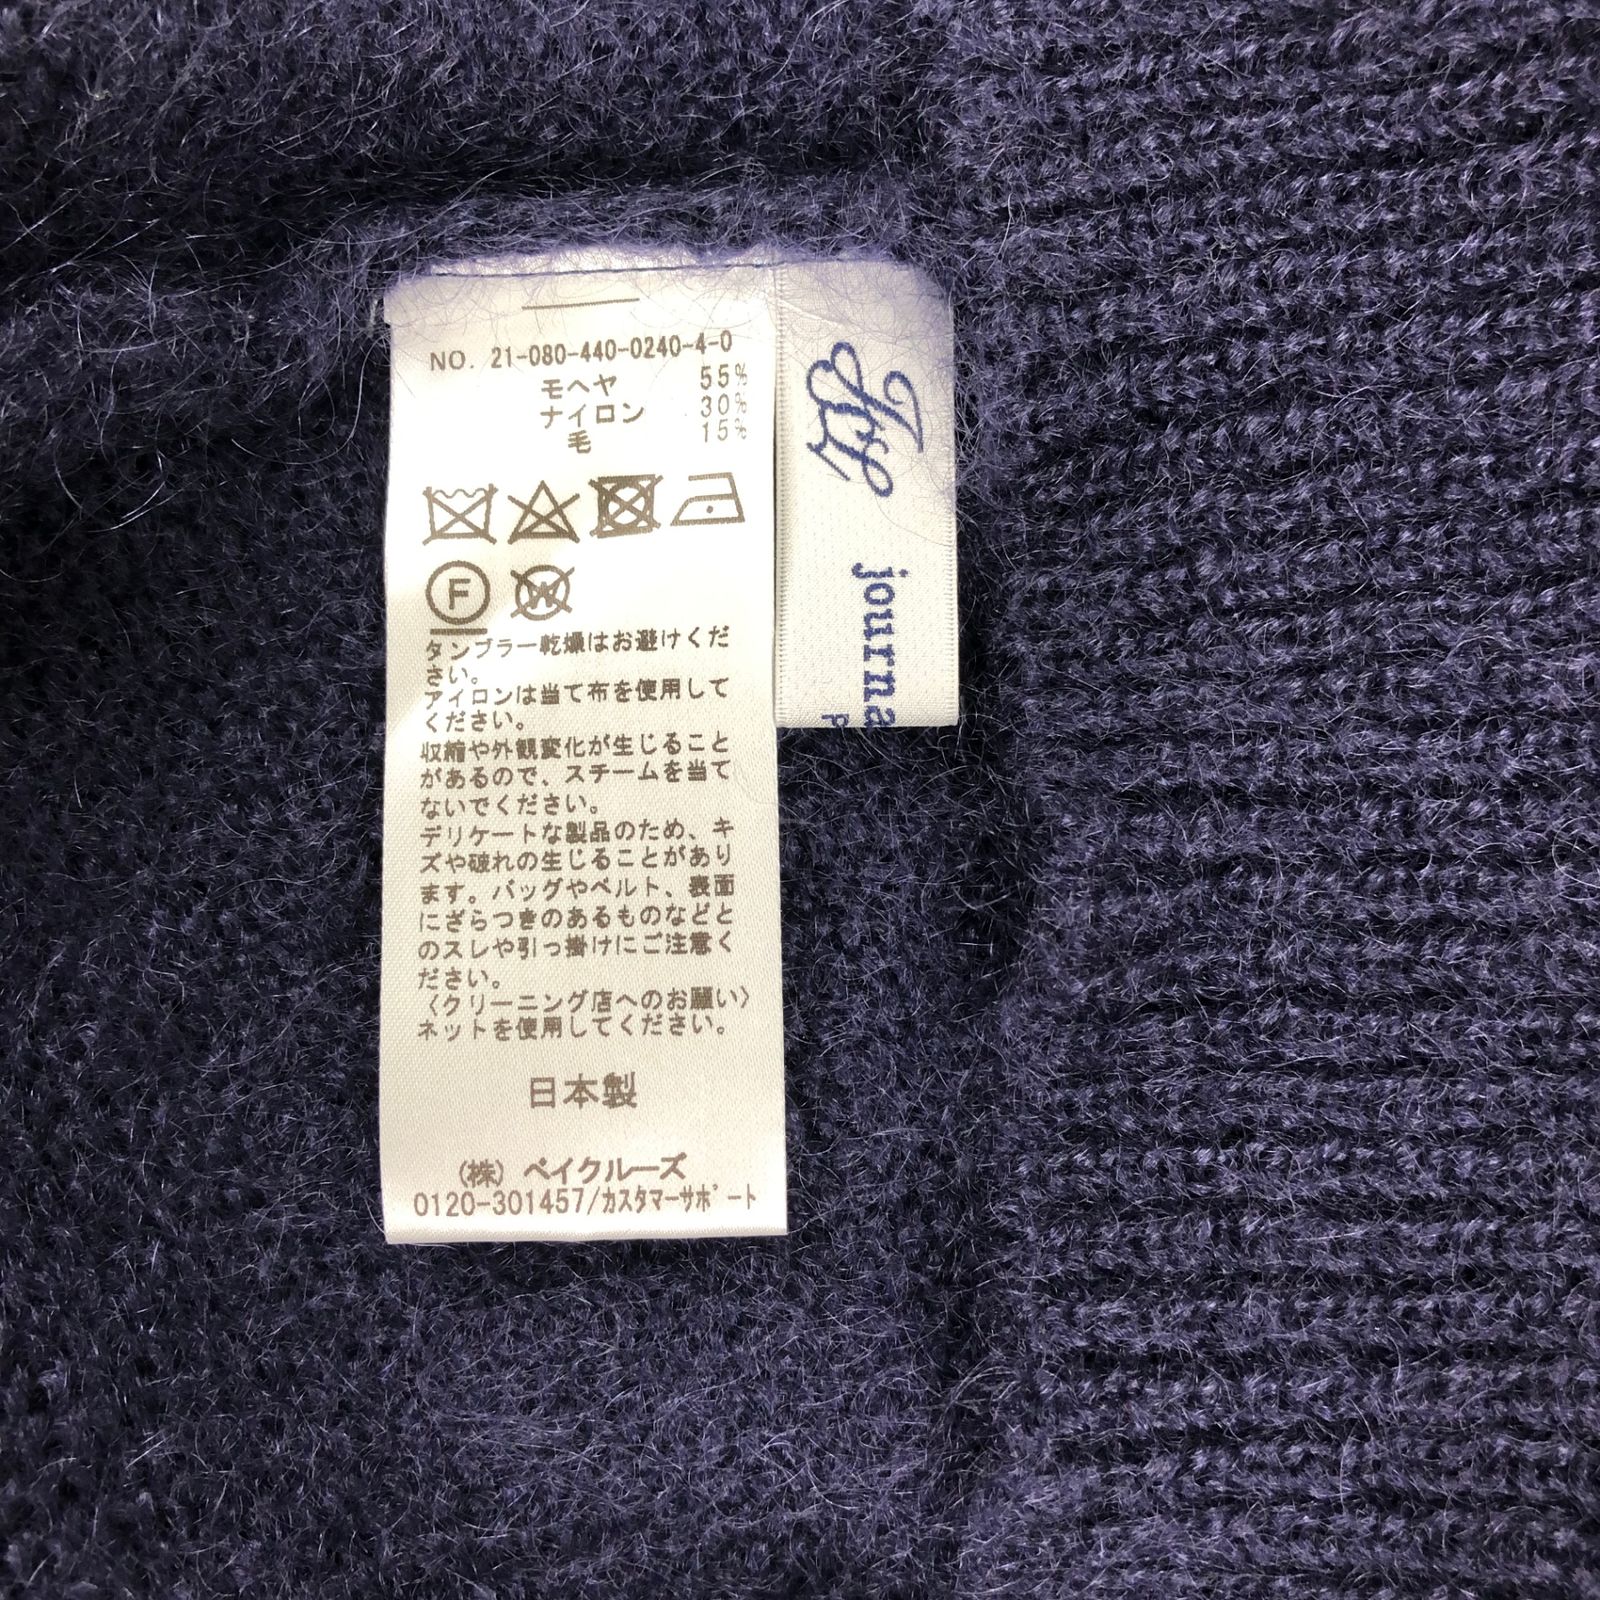 NO. 21-080-440-0240-4-0
モヘヤ 55%
ナイロン 30%
毛 15%
F W
タンブラー乾燥はお避けくだ
さい。
アイロンは当て布を使用して
ください。
収縮や外観変化が生じること
があるので、スチームを当て
ないでください。
デリケートな製品のため、キ
ズや破れの生じることがあり
ます。バッグやベルト、表面
にざらつきのあるものなどと
のスレや引っ掛けにご注意く
ださい。
〈クリーニング店へのお願い〉
ネットを使用してください。
日本製
(株) ベイクルーズ
0120-301457/カスタマーサポート
journa